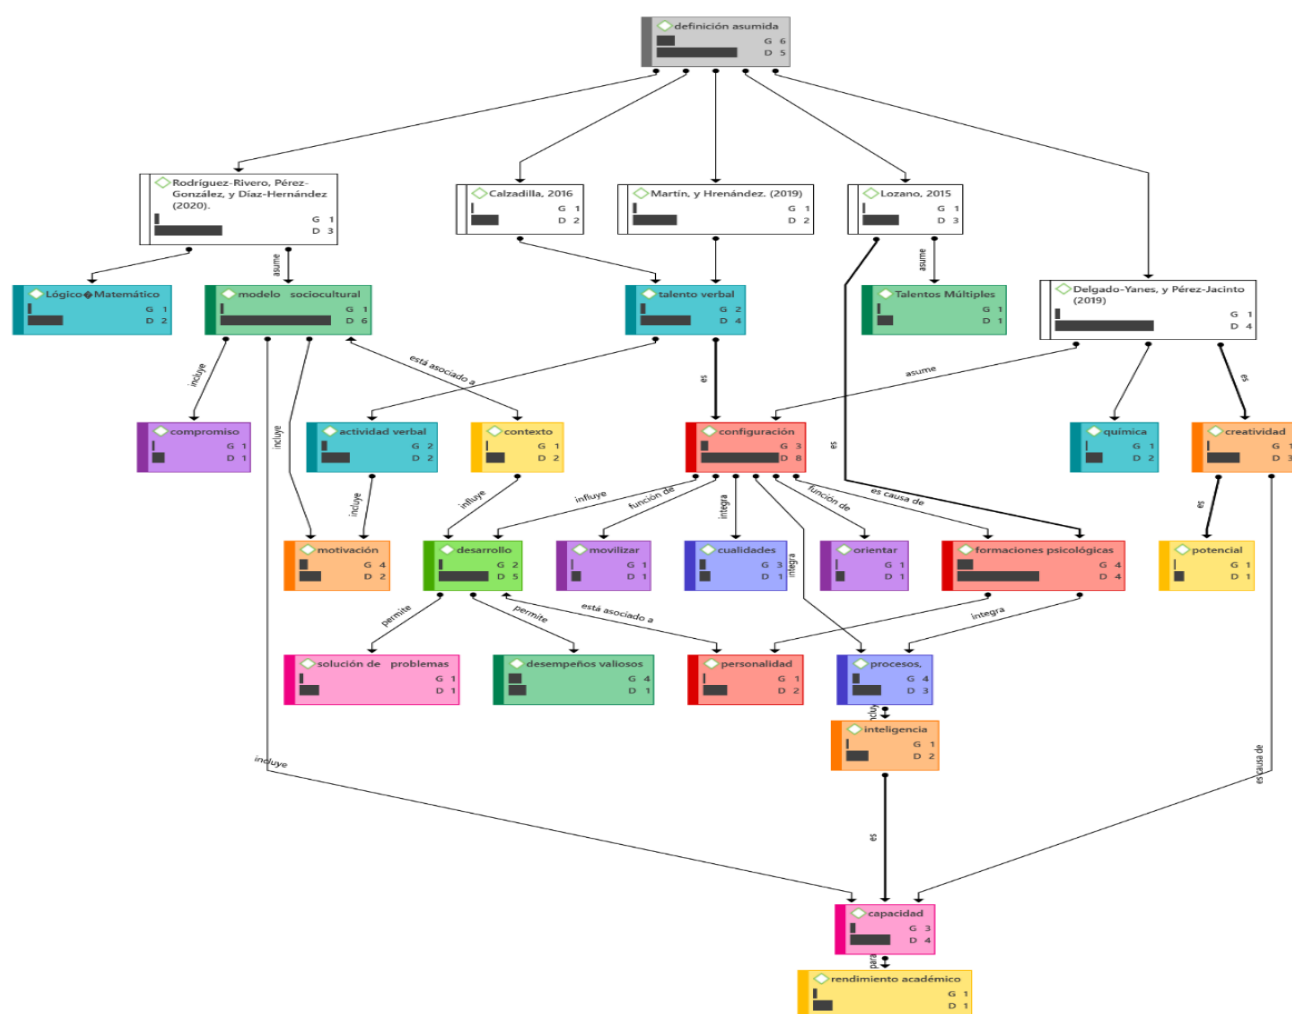 definición asumida
G 6
D 5
Rodríguez-Rivero, Pérez-
González, y Díaz-Hernández
(2020).
G 1
D 3
Calzadilla, 2016
G 1
D 2
Martín, y Hrenández. (2019)
G 1
D 2
Lozano, 2015
G 1
D 3
asume
asume
Lógico�Matemático
G 1
D 2
modelo sociocultural
G 1
D 6
talento verbal
G 2
D 4
Talentos Múltiples
G 1
D 1
Delgado-Yanes, y Pérez-Jacinto
(2019)
G 1
D 4
incluye
está asociado a
es
asume
es
compromiso
G 1
D 1
incluye
actividad verbal
G 2
D 2
contexto
G 1
D 2
configuración
G 3
D 8
es
química
G 1
D 2
creatividad
G 1
D 3
incluye
influye
influye
función de
integra
integra
función de
es causa de
es
motivación
G 4
D 2
desarrollo
G 2
D 5
movilizar
G 1
D 1
cualidades
G 3
D 1
orientar
G 1
D 1
formaciones psicológicas
G 4
D 4
potencial
G 1
D 1
permite
permite
está asociado a
integra
solución de problemas
G 1
D 1
desempeños valiosos
G 4
D 1
personalidad
G 1
D 2
procesos,
G 4
D 3
incluy
inteligencia
G 1
D 2
incluye
es causa de
es
capacidad
G 3
D 4
para
rendimiento académico
G 1
D 1